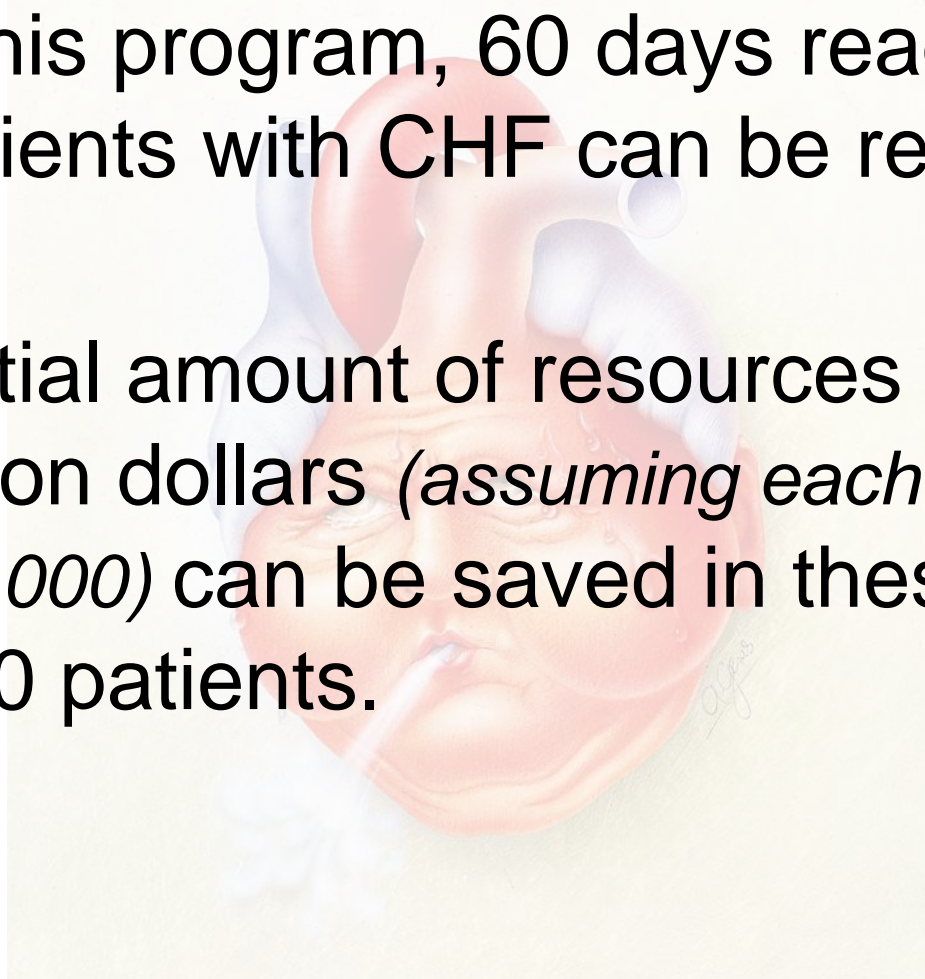 his program, 60 days rea
ients with CHF can be re
tial amount of resources
on dollars (assuming each
000) can be saved in thes
0 patients.